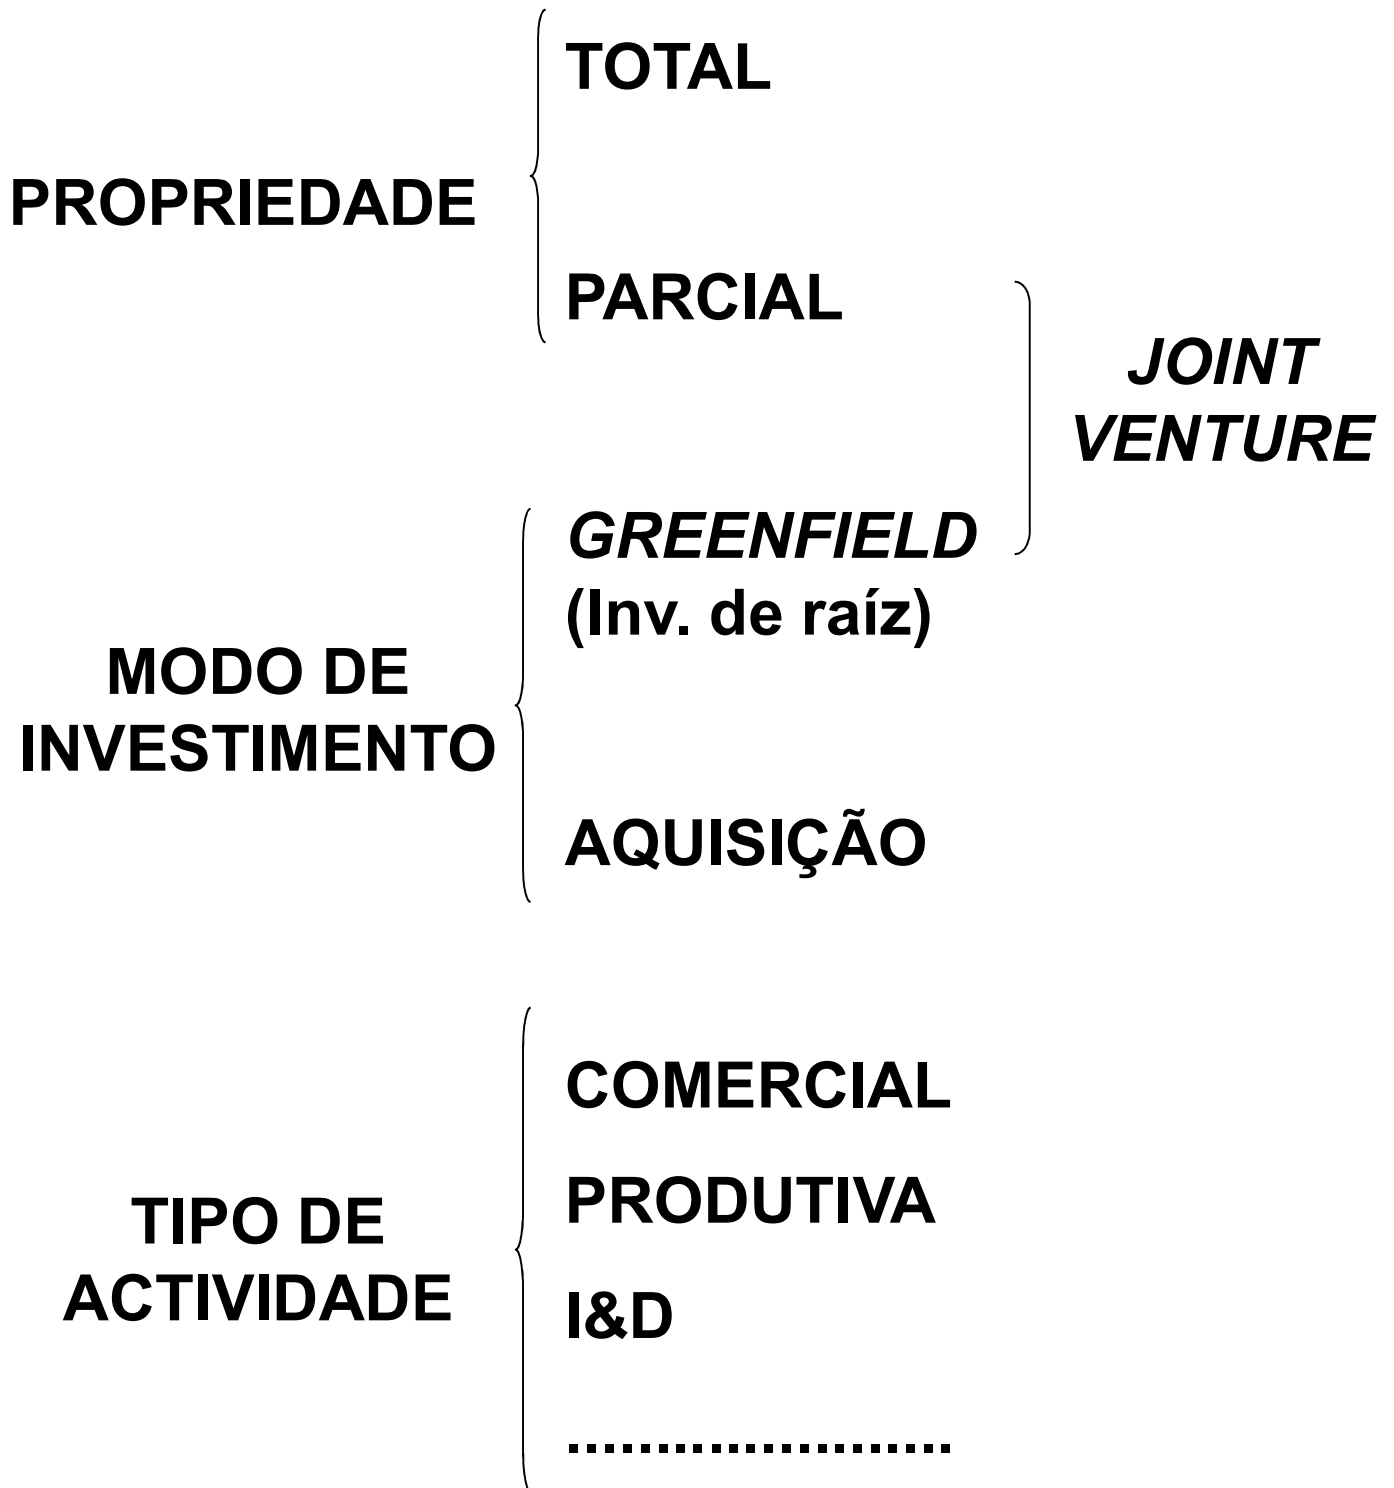 PROPRIEDADE
TOTAL
PARCIAL
JOINT
VENTURE
MODO DE
INVESTIMENTO
GREENFIELD
(Inv. de raíz)
AQUISIÇÃO
TIPO DE
ACTIVIDADE
COMERCIAL
PRODUTIVA
I&D
......................